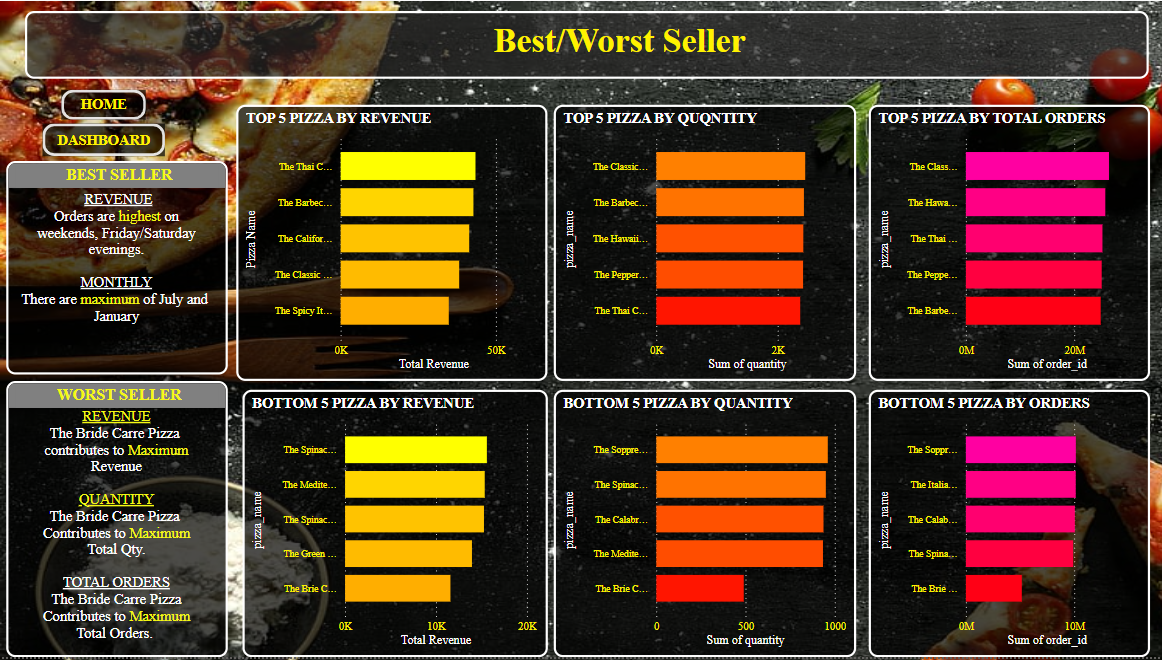 Best/Worst Seller
HOME
DASHBOARD
BEST SELLER
REVENUE
Orders are highest on
weekends, Friday/Saturday
evenings.
MONTHLY
There are maximum of July and
January
WORST SELLER
REVENUE
The Bride Carre Pizza
contributes to Maximum
Revenue
QUANTITY
The Bride Carre Pizza
Contributes to Maximum
Total Qty.
TOTAL ORDERS
The Bride Carre Pizza
Contributes to Maximum
Total Orders.
TOP 5 PIZZA BY REVENUE
Pizza Name
The Thai C...
The Barbec...
The Califor...
The Classic ...
The Spicy It...
0K 50K
Total Revenue
TOP 5 PIZZA BY QUQNTITY
pizza_name
The Classic...
The Barbec...
The Hawaii...
The Pepper...
The Thai C...
0K 2K
Sum of quantity
TOP 5 PIZZA BY TOTAL ORDERS
pizza_name
The Class...
The Hawa...
The Thai ...
The Peppe...
The Barbe...
0M 20M
Sum of order_id
BOTTOM 5 PIZZA BY REVENUE
pizza_name
The Spinac...
The Medite...
The Spinac...
The Green ...
The Brie C...
0K 10K 20K
Total Revenue
BOTTOM 5 PIZZA BY QUANTITY
pizza_name
The Soppre...
The Spinac...
The Calabr...
The Medite...
The Brie C...
0 500 1000
Sum of quantity
BOTTOM 5 PIZZA BY ORDERS
pizza_name
The Soppr...
The Italia...
The Calab...
The Spina...
The Brie ...
0M 10M
Sum of order_id